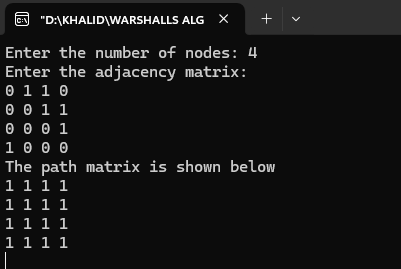 "D:\KHALID\WARSHALLS ALG
Enter the number of nodes: 4
Enter the adjacency matrix:
0 1 1 0
0 0 1 1
0 0 0 1
1 0 0 0
The path matrix is shown below
1 1 1 1
1 1 1 1
1 1 1 1
1 1 1 1